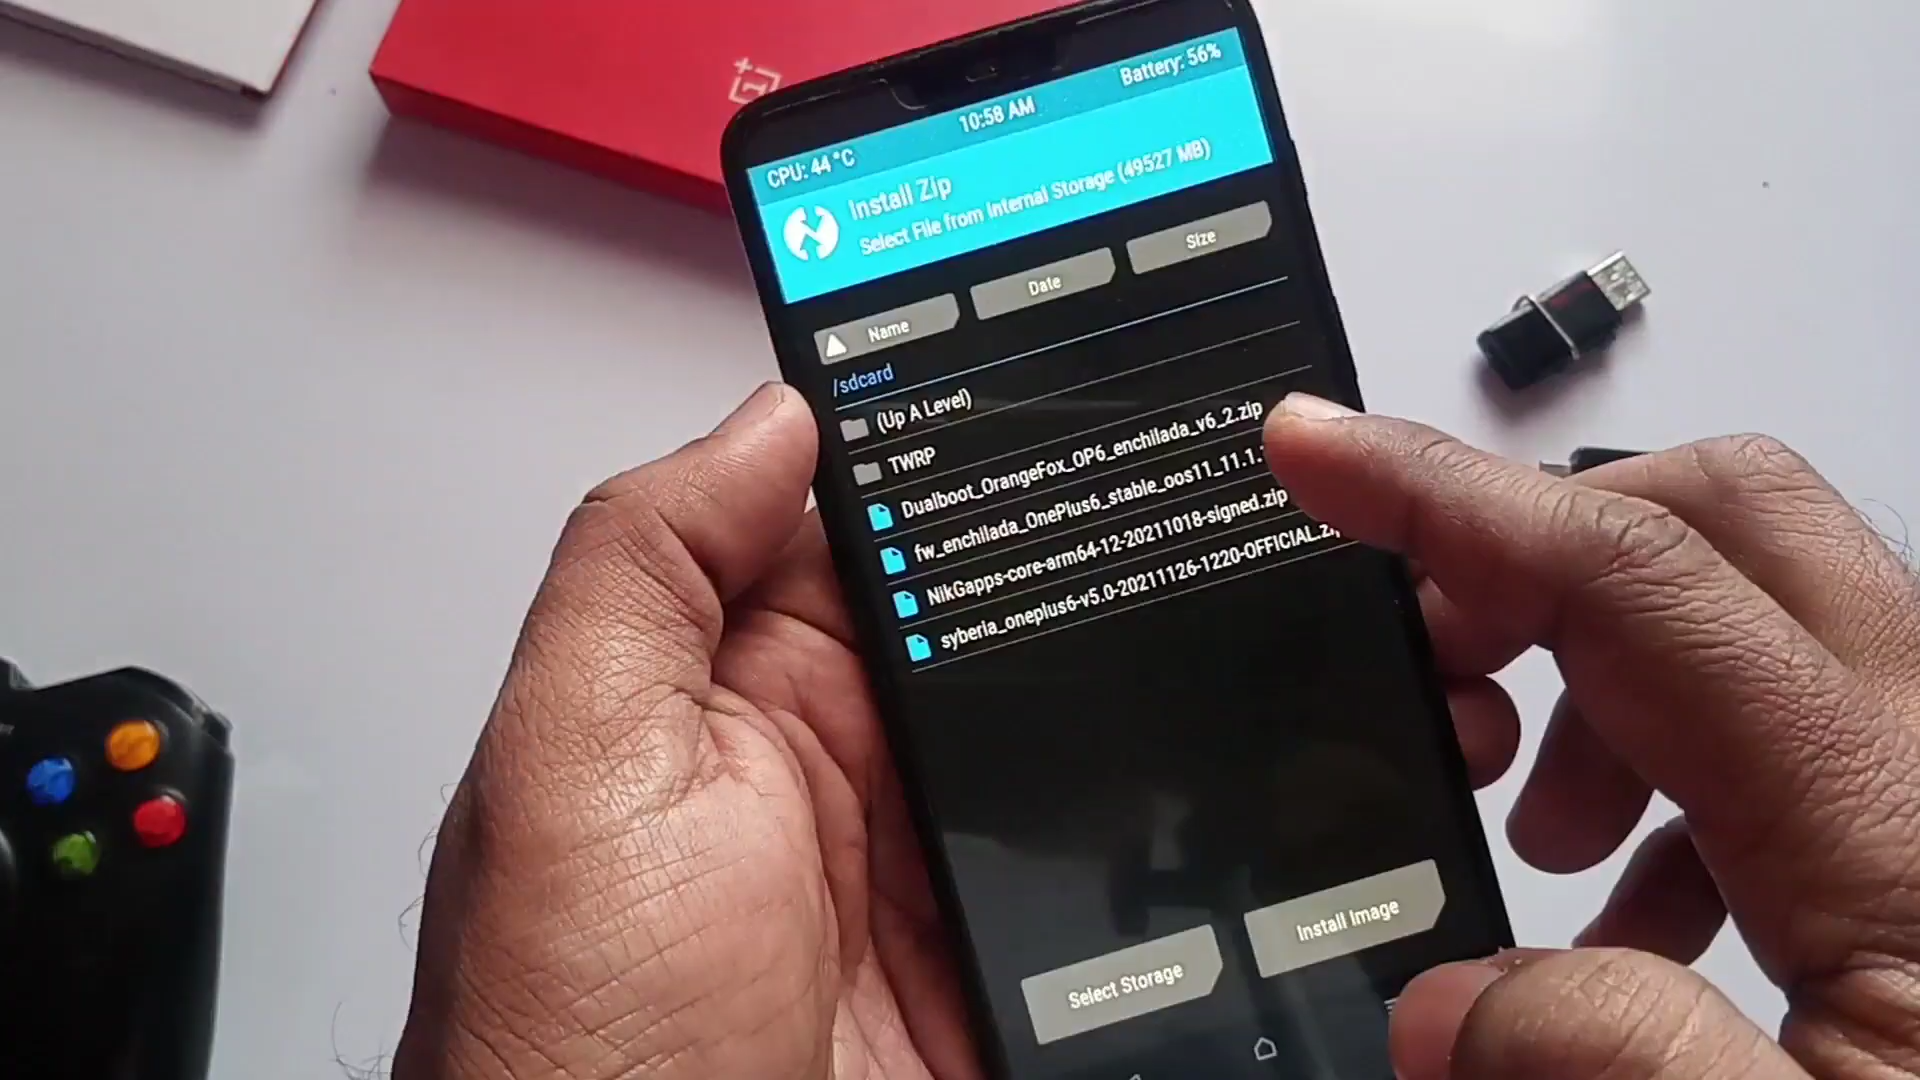 CPU: 44 °C
10:58 AM
Battery: 56%
Install Zip
Select File from Internal Storage (49527 MB)
Name
Date
Size
/sdcard
(Up A Level)
TWRP
Dualboot_OrangeFox_OP6_enchilada_v6_2.zip
fw_enchilada_OnePlus6_stable_oos11_11.1.
NikGapps-core-arm64-12-20211018-signed.zip
syberia_oneplus6-v5.0-20211126-1220-OFFICIAL.zip
Select Storage
Install Image